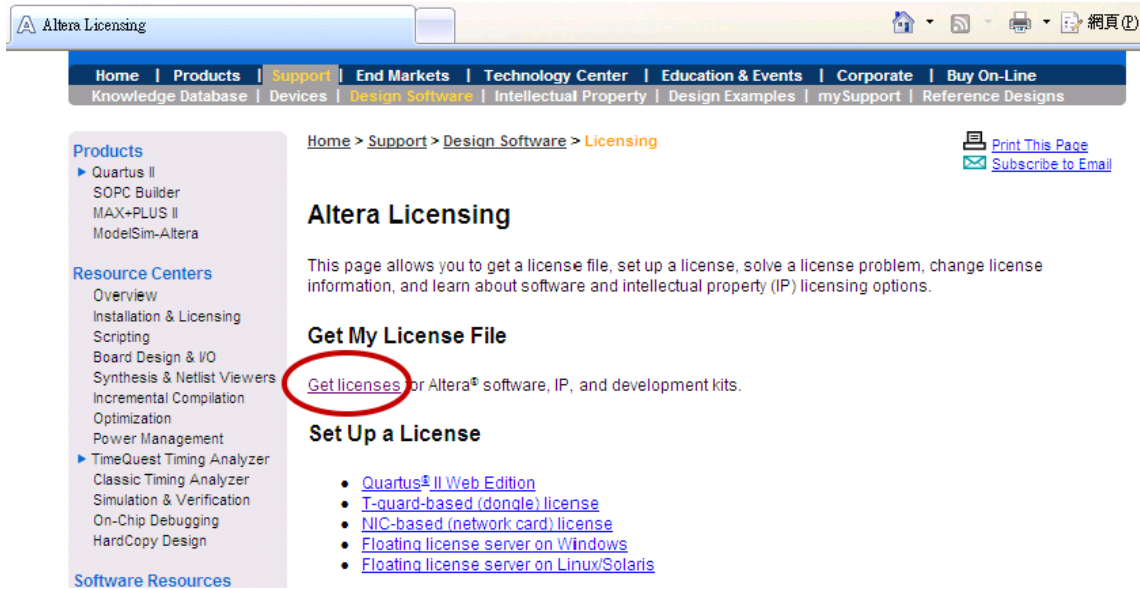 Altera Licensing
網頁(P)
Home | Products | Support | End Markets | Technology Center | Education & Events | Corporate | Buy On-Line
Knowledge Database | Devices | Design Software | Intellectual Property | Design Examples | mySupport | Reference Designs
Products
Quartus II
SOPC Builder
MAX+PLUS II
ModelSim-Altera
Resource Centers
Overview
Installation & Licensing
Scripting
Board Design & I/O
Synthesis & Netlist Viewers
Incremental Compilation
Optimization
Power Management
TimeQuest Timing Analyzer
Classic Timing Analyzer
Simulation & Verification
On-Chip Debugging
HardCopy Design
Software Resources
Home > Support > Design Software > Licensing
Print This Page
Subscribe to Email
Altera Licensing
This page allows you to get a license file, set up a license, solve a license problem, change license
information, and learn about software and intellectual property (IP) licensing options.
Get My License File
Get licenses for Altera® software, IP, and development kits.
Set Up a License
• Quartus® II Web Edition
• T-guard-based (dongle) license
• NIC-based (network card) license
• Floating license server on Windows
• Floating license server on Linux/Solaris